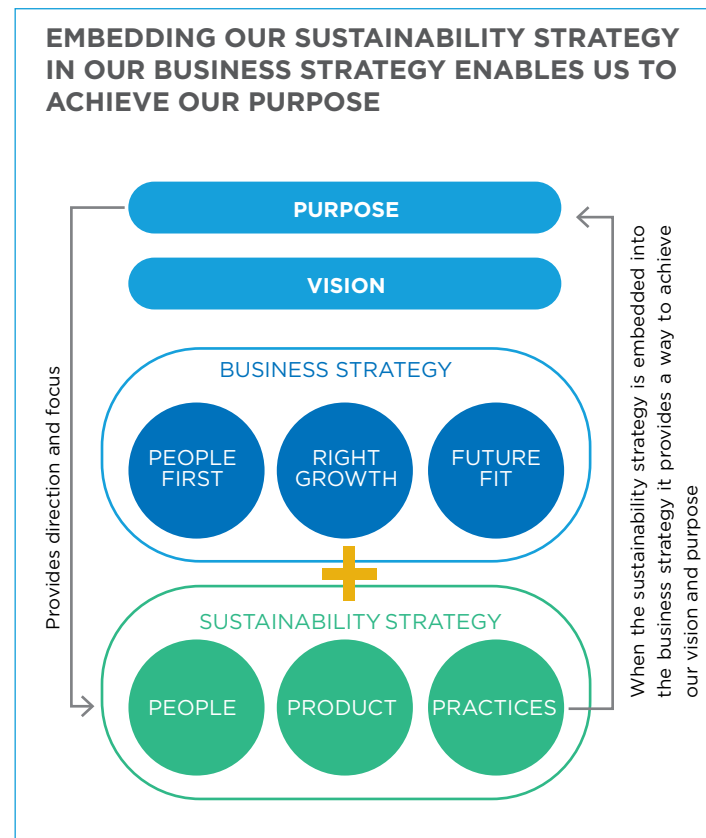 EMBEDDING OUR SUSTAINABILITY STRATEGY
IN OUR BUSINESS STRATEGY ENABLES US TO
ACHIEVE OUR PURPOSE
PURPOSE
VISION
BUSINESS STRATEGY
PEOPLE
FIRST
RIGHT
GROWTH
FUTURE
FIT
SUSTAINABILITY STRATEGY
PEOPLE
PRODUCT
PRACTICES
Provides direction and focus
When the sustainability strategy is embedded into
the business strategy it provides a way to achieve
our vision and purpose